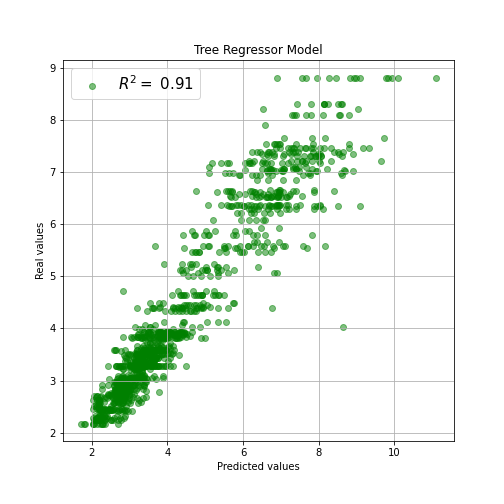 Tree Regressor Model
R² = 0.91
9
8
7
6
5
4
3
2
Real values
2 4 6 8 10
Predicted values